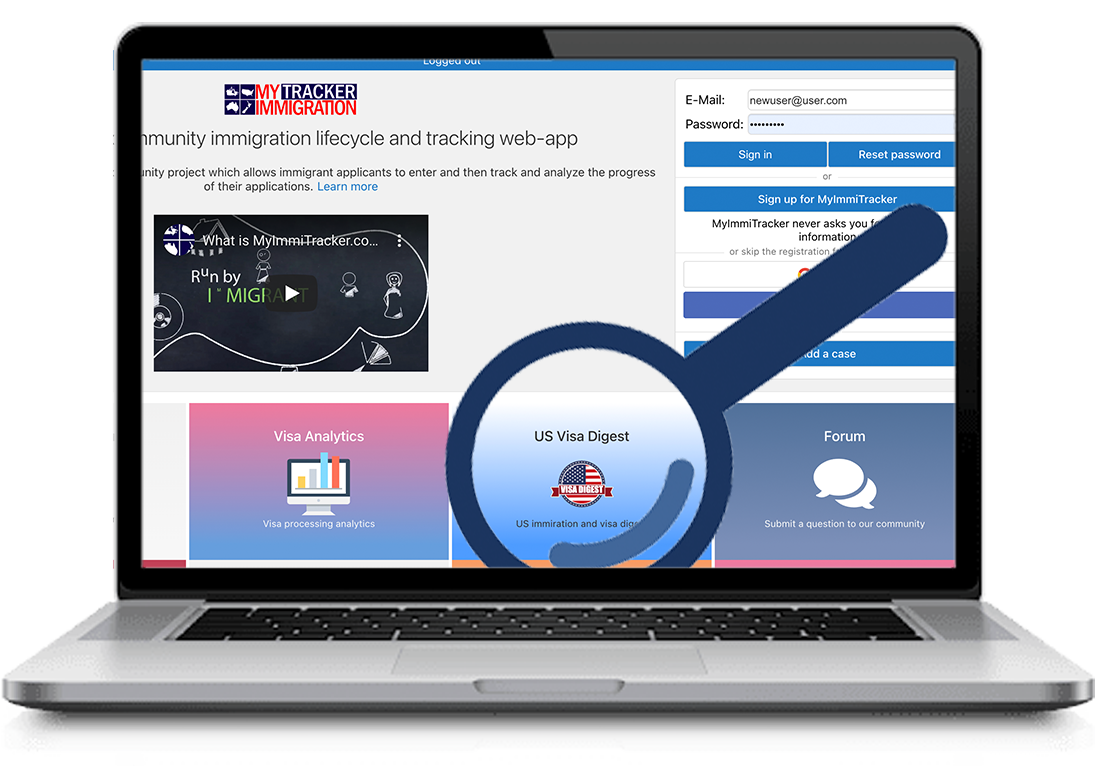 Logged out
MY TRACKER
IMMIGRATION
mmunity immigration lifecycle and tracking web-app
unity project which allows immigrant applicants to enter and then track and analyze the progress
of their applications. Learn more
What is MyImmiTracker.co...
Run by
I MIGRANT
E-Mail: newuser@user.com
Password: •••••••••
Sign in Reset password
or
Sign up for MyImmiTracker
MyImmiTracker never asks you f
information
or skip the registration f
dd a case
Visa Analytics
Visa processing analytics
US Visa Digest
VISA DIGEST
US immiration and visa dig
Forum
Submit a question to our community